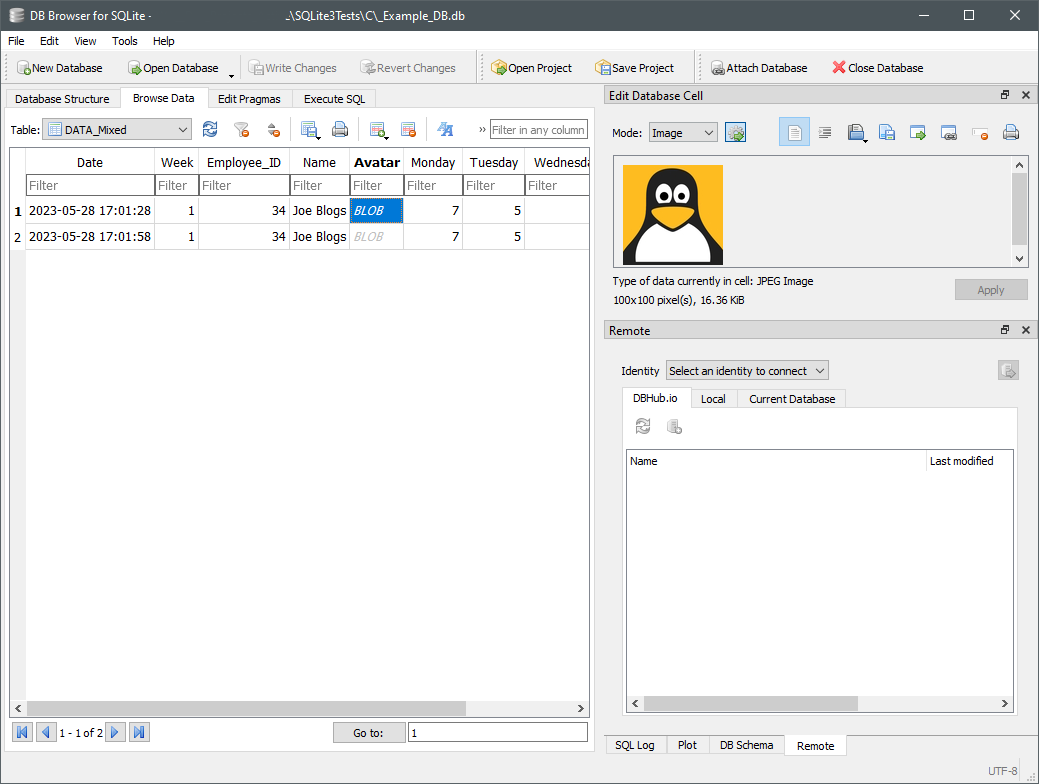 DB Browser for SQLite - ..\SQLite3Tests\C\_Example_DB.db
File Edit View Tools Help
New Database Open Database Write Changes Revert Changes Open Project Save Project Attach Database Close Database
Database Structure Browse Data Edit Pragmas Execute SQL
Table: DATA_Mixed » Filter in any column
Date Week Employee_ID Name Avatar Monday Tuesday Wednesda
Filter Filter Filter Filter Filter Filter Filter Filter
1 2023-05-28 17:01:28 1 34 Joe Blogs BLOB 7 5
2 2023-05-28 17:01:58 1 34 Joe Blogs BLOB 7 5
1 - 1 of 2 Go to: 1
Edit Database Cell
Mode: Image
Type of data currently in cell: JPEG Image
100x100 pixel(s), 16.36 KiB
Apply
Remote
Identity Select an identity to connect
DBHub.io Local Current Database
Name Last modified
SQL Log Plot DB Schema Remote
UTF-8